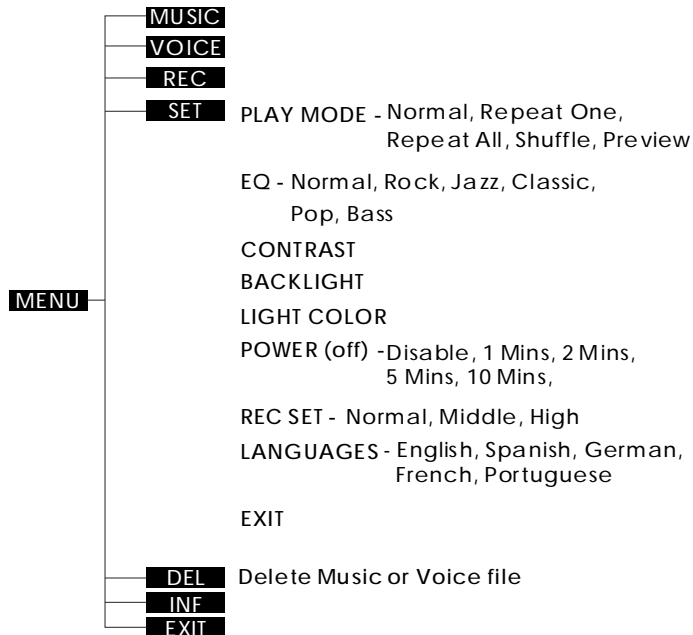 MUSIC
VOICE
REC
SET
PLAY MODE - Normal, Repeat One,
Repeat All, Shuffle, Preview
EQ - Normal, Rock, Jazz, Classic,
Pop, Bass
CONTRAST
BACKLIGHT
MENU
LIGHT COLOR
POWER (off) - Disable, 1 Mins, 2 Mins,
5 Mins, 10 Mins,
REC SET - Normal, Middle, High
LANGUAGES - English, Spanish, German,
French, Portuguese
EXIT
DEL Delete Music or Voice file
INF
EXIT